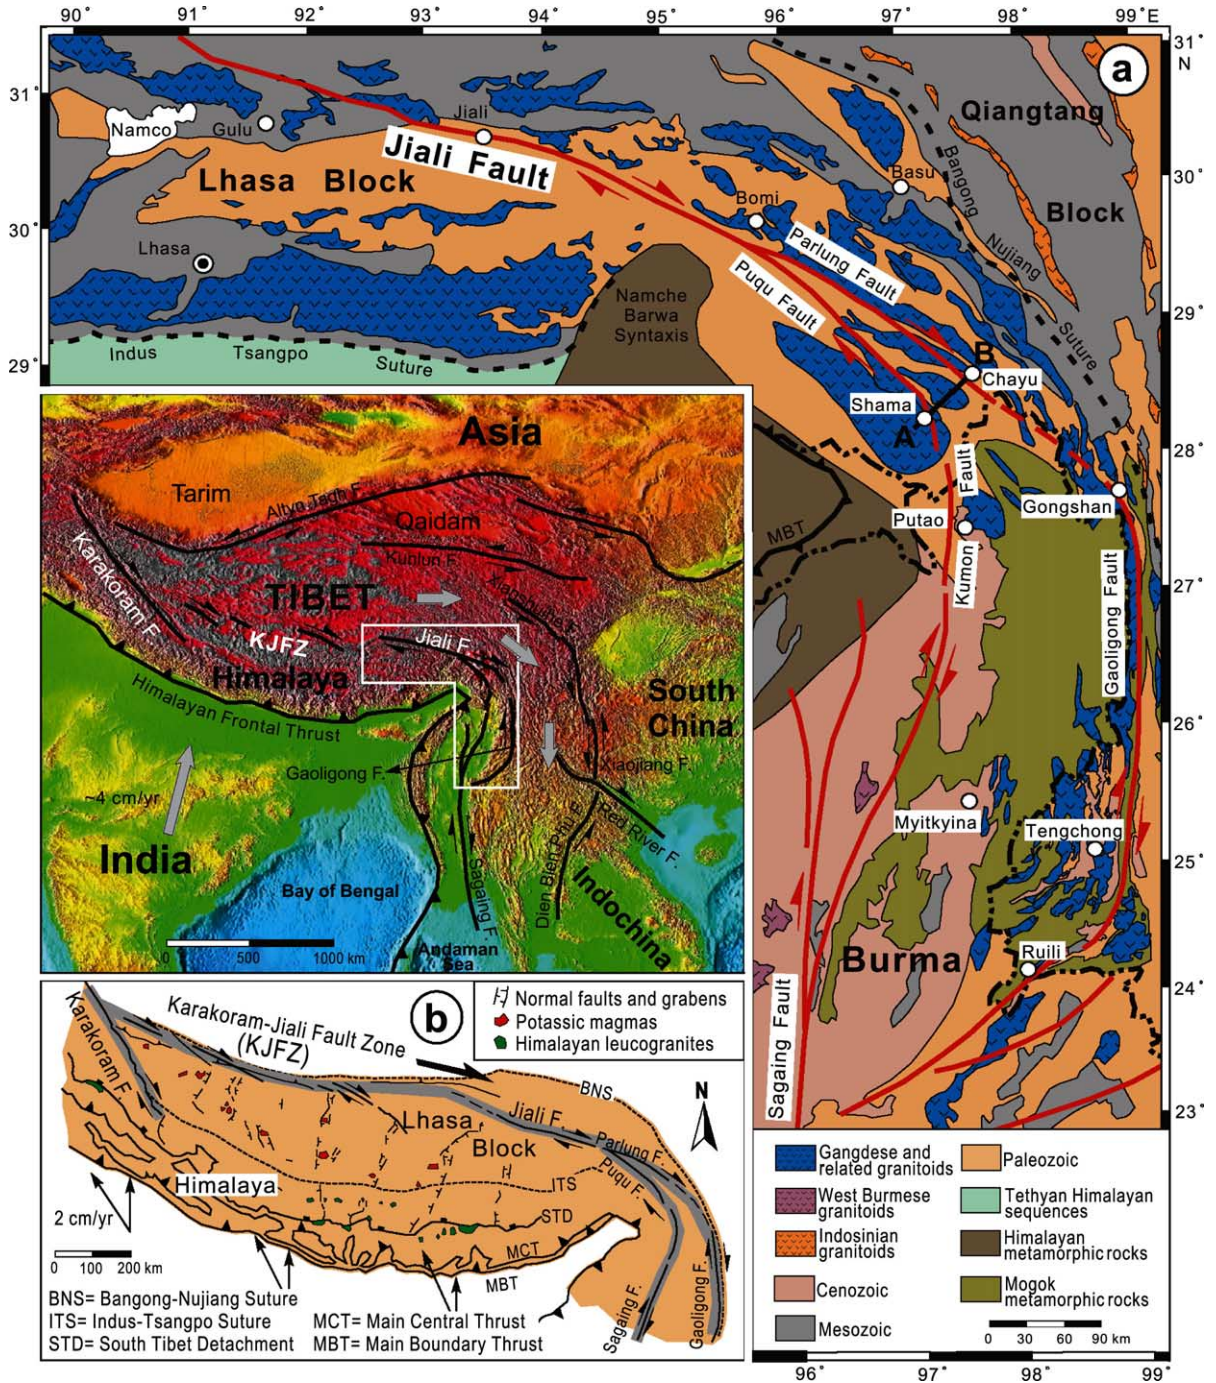 90°
91°
92°
93°
94°
95°
96°
97°
98°
99° E
31°
N
31°
30°
29°
30°
29°
28°
27°
26°
25°
24°
23°
a
Namco
Gulu
Jiali
Jiali Fault
Lhasa Block
Lhasa
Indus Tsangpo Suture
Namche
Barwa
Syntaxis
Bomi
Basu
Qiangtang
Block
Bangong
Nujiang
Suture
Parlung Fault
Puqu Fault
B
Chayu
Shama
A
Fault
Kumon
Putao
MBT
Gongshan
Gaoligong Fault
Myitkyina
Tengchong
Burma
Ruili
Sagaing Fault
Asia
Tarim
Altyn Tagh F.
Qaidam
Kunlun F.
Xianshuihe F.
Karakoram F.
TIBET
KJFZ
Jiali F.
Himalaya
Himalayan Frontal Thrust
South
China
Gaoligong F.
Xiaojiang F.
~4 cm/yr
Red River F.
India
Bay of Bengal
Sagaing F.
Dien Bien Phu F.
Indochina
Andaman
Sea
0 500 1000 km
b
Normal faults and grabens
Potassic magmas
Himalayan leucogranites
Karakoram-Jiali Fault Zone
(KJFZ)
Karakoram F.
BNS
N
Lhasa
Block
Jiali F.
Parlung F.
Puqu F.
ITS
Himalaya
STD
2 cm/yr
MCT
MBT
0 100 200 km
Sagaing F.
Gaoligong F.
BNS= Bangong-Nujiang Suture
ITS= Indus-Tsangpo Suture
STD= South Tibet Detachment
MCT= Main Central Thrust
MBT= Main Boundary Thrust
Gangdese and
related granitoids
West Burmese
granitoids
Indosinian
granitoids
Cenozoic
Mesozoic
Paleozoic
Tethyan Himalayan
sequences
Himalayan
metamorphic rocks
Mogok
metamorphic rocks
0 30 60 90 km
96°
97°
98°
99°